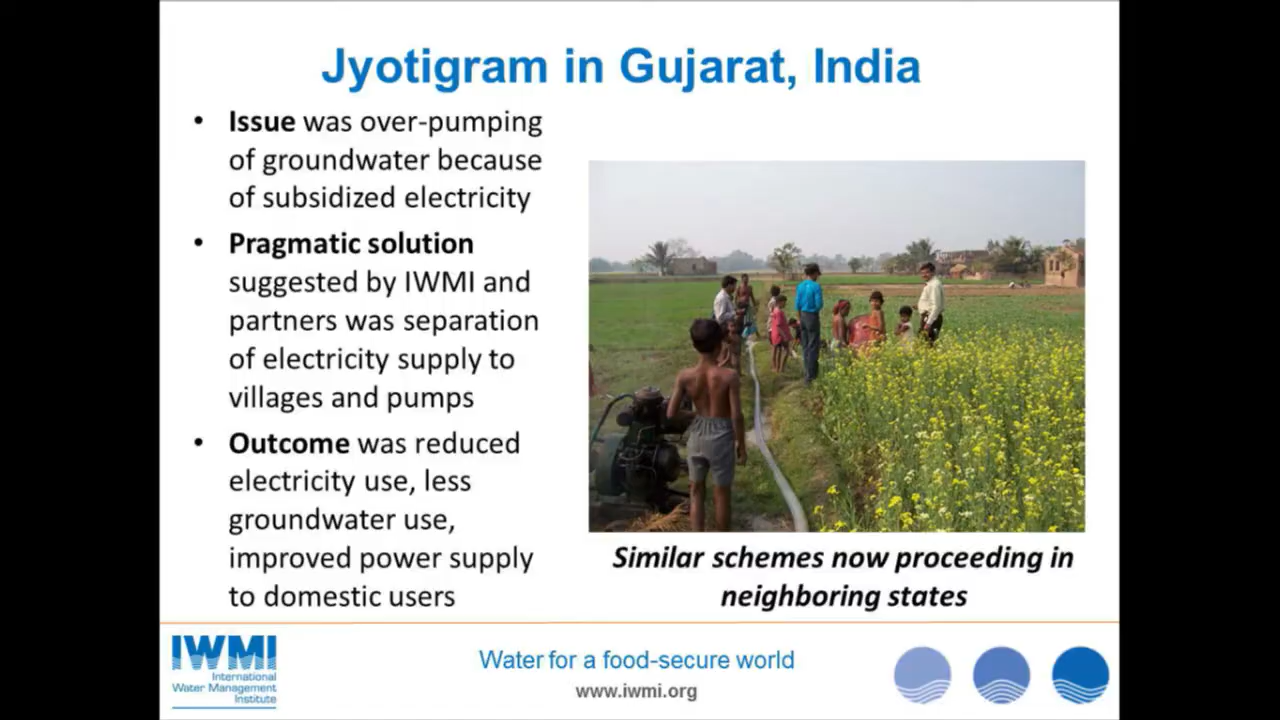 Jyotigram in Gujarat, India
• Issue was over-pumping
of groundwater because
of subsidized electricity
• Pragmatic solution
suggested by IWMI and
partners was separation
of electricity supply to
villages and pumps
• Outcome was reduced
electricity use, less
groundwater use,
improved power supply
to domestic users
Similar schemes now proceeding in
neighboring states
IWMI
International
Water Management
Institute
Water for a food-secure world
www.iwmi.org